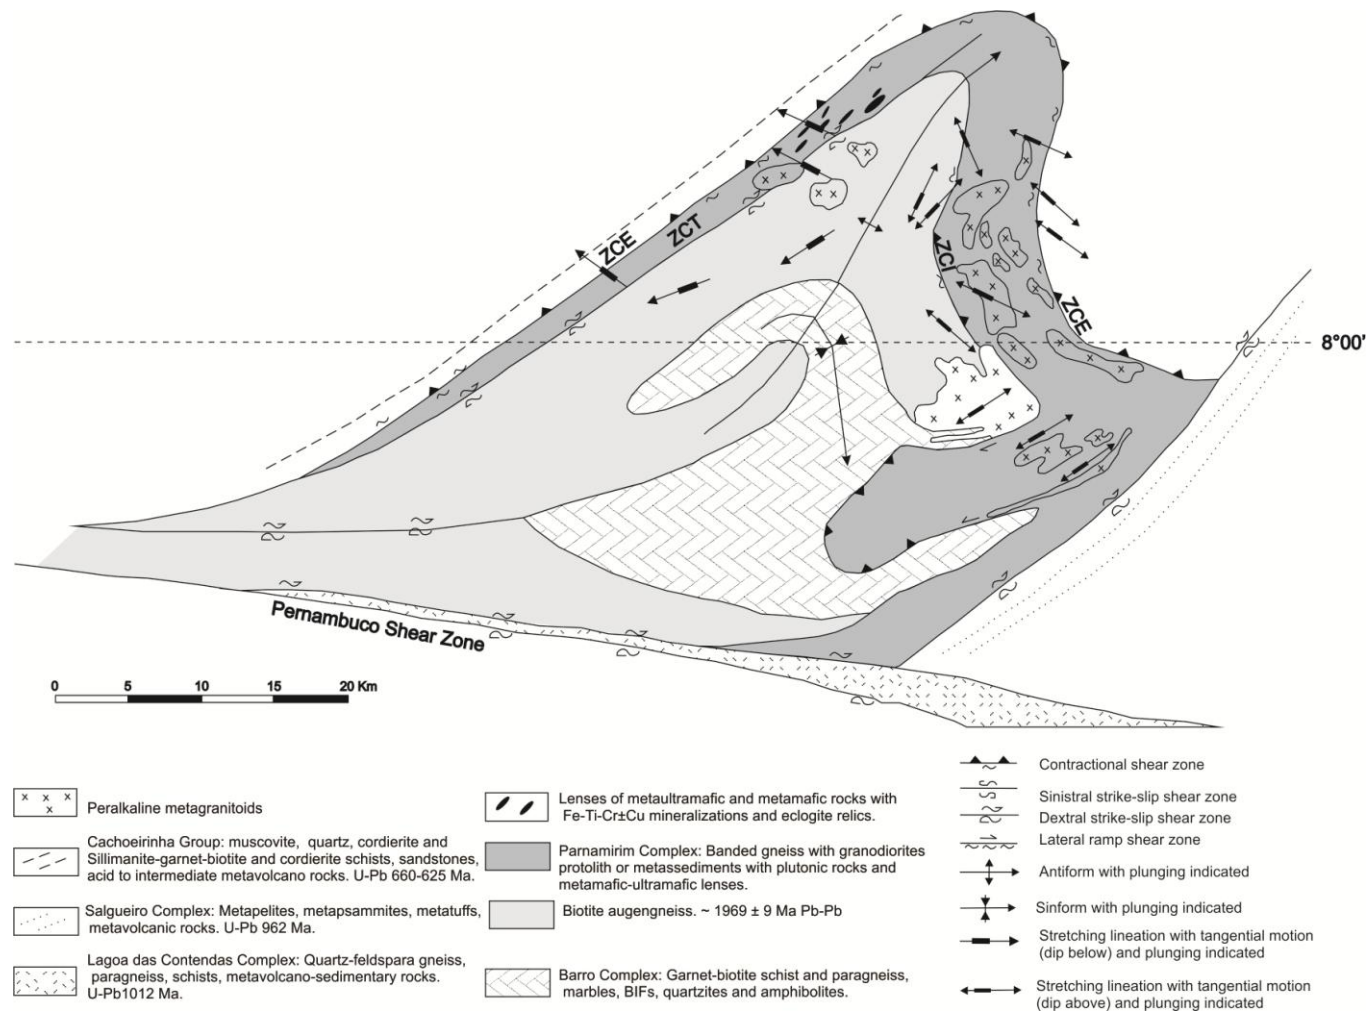 ZCE
ZCT
ZCI
ZCE
8°00'
Pernambuco Shear Zone
0 5 10 15 20 Km
Peralkaline metagranitoids
Cachoeirinha Group: muscovite, quartz, cordierite and
Sillimanite-garnet-biotite and cordierite schists, sandstones,
acid to intermediate metavolcano rocks. U-Pb 660-625 Ma.
Salgueiro Complex: Metapelites, metapsammites, metatuffs,
metavolcanic rocks. U-Pb 962 Ma.
Lagoa das Contendas Complex: Quartz-feldspara gneiss,
paragneiss, schists, metavolcano-sedimentary rocks.
U-Pb1012 Ma.
Lenses of metaultramafic and metamafic rocks with
Fe-Ti-Cr±Cu mineralizations and eclogite relics.
Parnamirim Complex: Banded gneiss with granodiorites
protolith or metassediments with plutonic rocks and
metamafic-ultramafic lenses.
Biotite augengneiss. ~ 1969 ± 9 Ma Pb-Pb
Barro Complex: Garnet-biotite schist and paragneiss,
marbles, BIFs, quartzites and amphibolites.
Contractional shear zone
Sinistral strike-slip shear zone
Dextral strike-slip shear zone
Lateral ramp shear zone
Antiform with plunging indicated
Sinform with plunging indicated
Stretching lineation with tangential motion
(dip below) and plunging indicated
Stretching lineation with tangential motion
(dip above) and plunging indicated